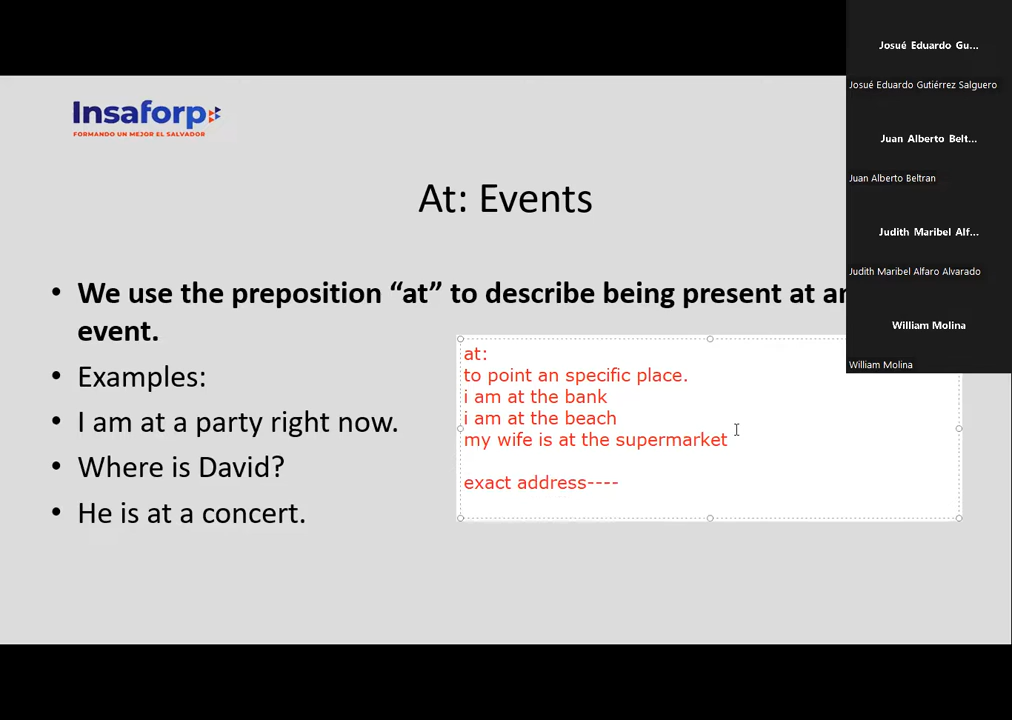 Insaforp
FORMANDO UN MEJOR EL SALVADOR
At: Events
• We use the preposition “at” to describe being present at an
event.
• Examples:
• I am at a party right now.
• Where is David?
• He is at a concert.
at:
to point an specific place.
i am at the bank
i am at the beach
my wife is at the supermarket
exact address----
Josué Eduardo Gu...
Josué Eduardo Gutiérrez Salguero
Juan Alberto Belt...
Juan Alberto Beltran
Judith Maribel Alf...
Judith Maribel Alfaro Alvarado
William Molina
William Molina